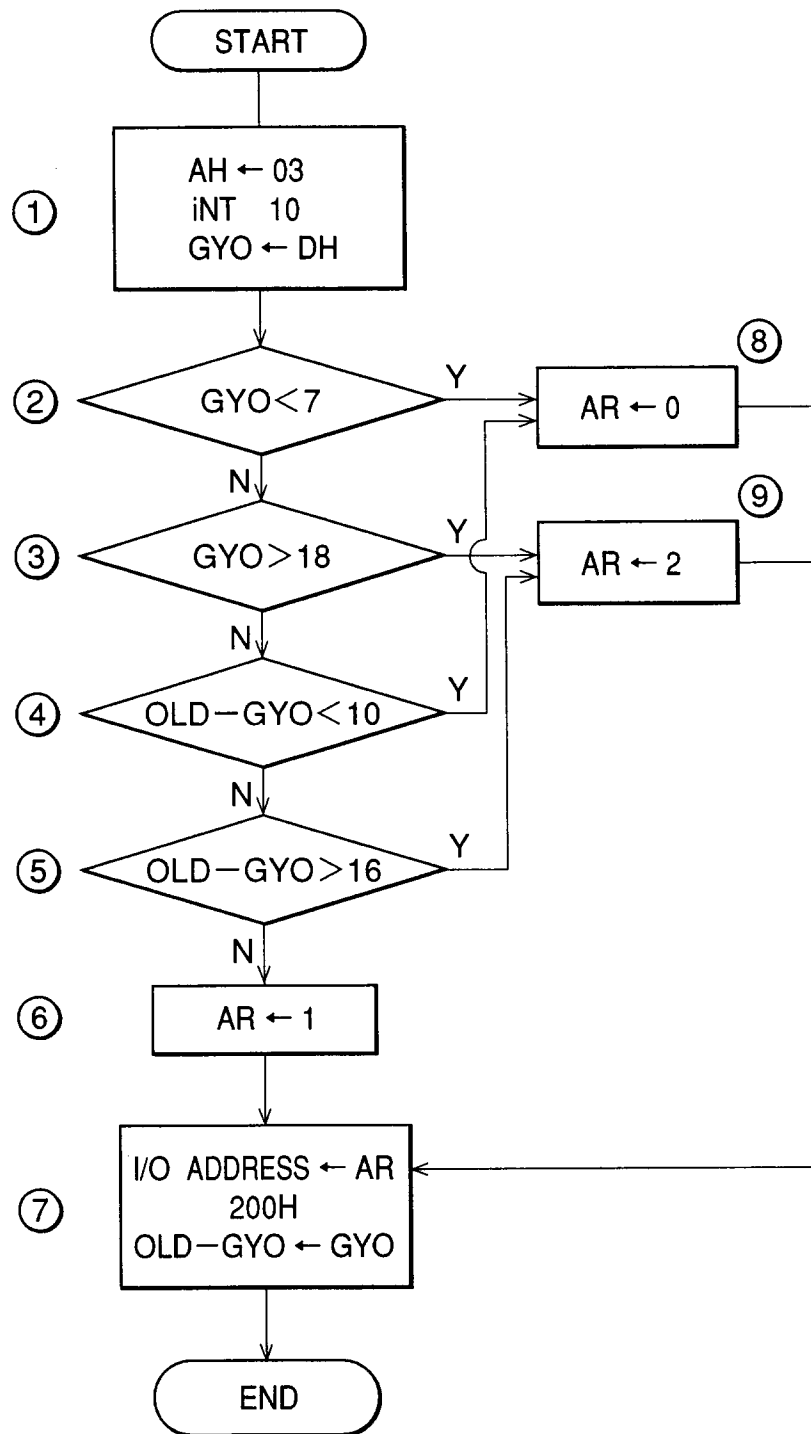 START
① AH ← 03
iNT 10
GYO ← DH
② GYO<7
Y
N
⑧ AR ← 0
③ GYO>18
Y
N
⑨ AR ← 2
④ OLD−GYO<10
Y
N
⑤ OLD−GYO>16
Y
N
⑥ AR ← 1
⑦ I/O ADDRESS ← AR
200H
OLD−GYO ← GYO
END